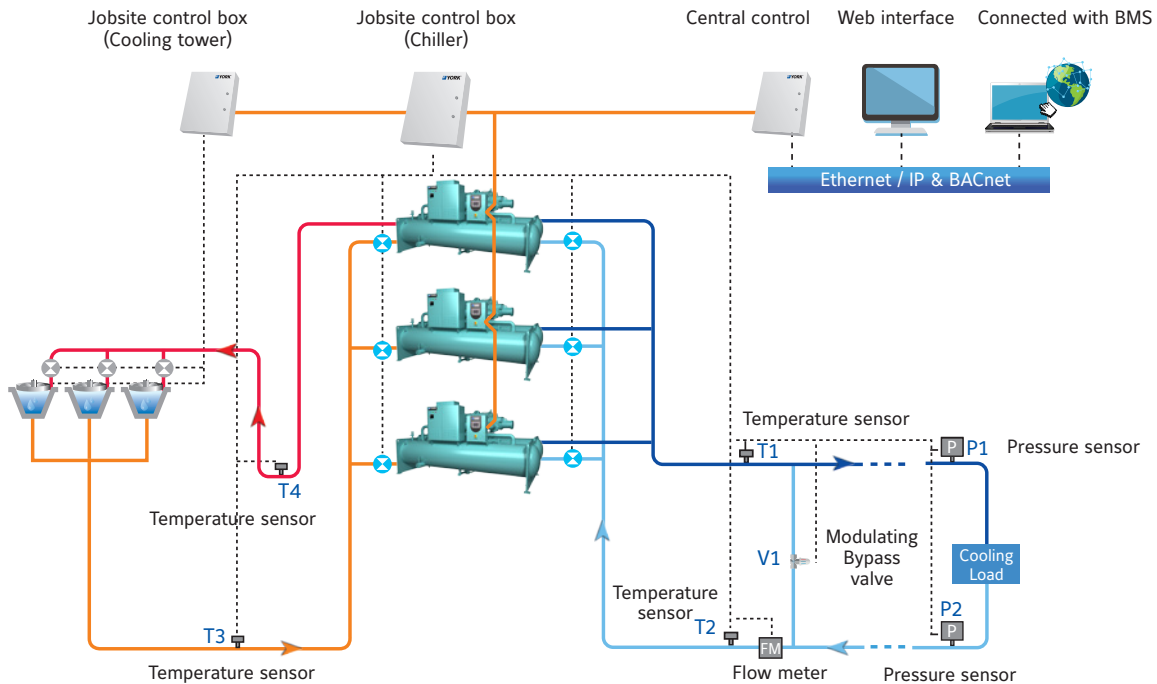 Jobsite control box
(Cooling tower)
Jobsite control box
(Chiller)
Central control
Web interface
Connected with BMS
YORK
YORK
YORK
Ethernet / IP & BACnet
Temperature sensor
T1
P
P1
Pressure sensor
T4
Temperature sensor
V1
Modulating
Bypass
valve
Cooling
Load
Temperature
sensor
T2
P2
P
T3
FM
Temperature sensor
Flow meter
Pressure sensor